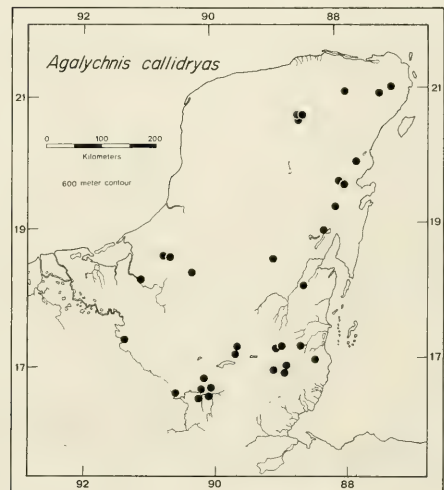 92 90 88
Agalychnis callidryas
21 21
0 100 200
Kilometers
600 meter contour
19 19
17 17
92 90 88